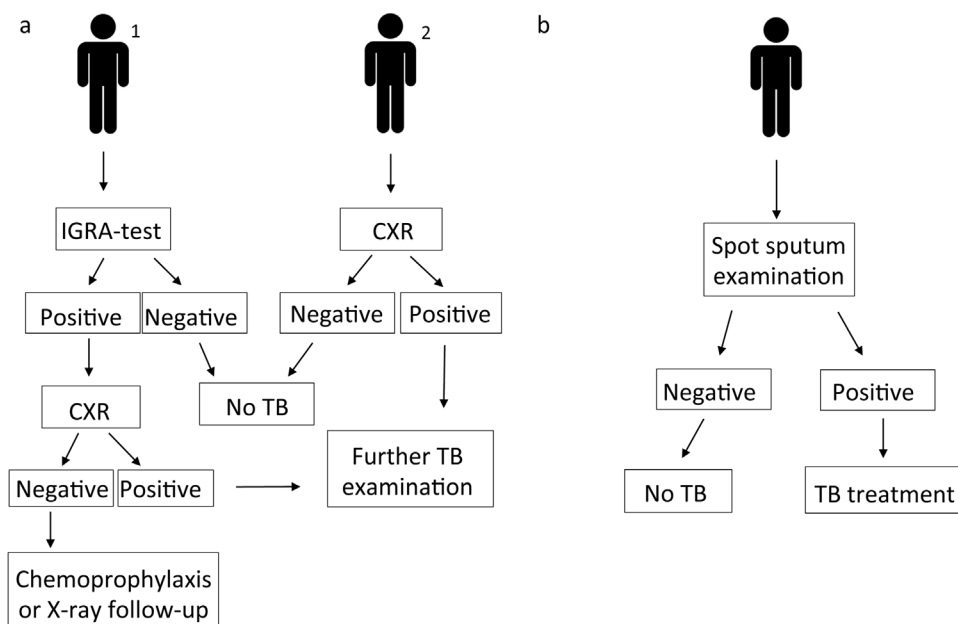 a
1
2
IGRA-test
CXR
Positive
Negative
Negative
Positive
CXR
No TB
Negative
Positive
Further TB
examination
Chemoprophylaxis
or X-ray follow-up
b
Spot sputum
examination
Negative
Positive
No TB
TB treatment